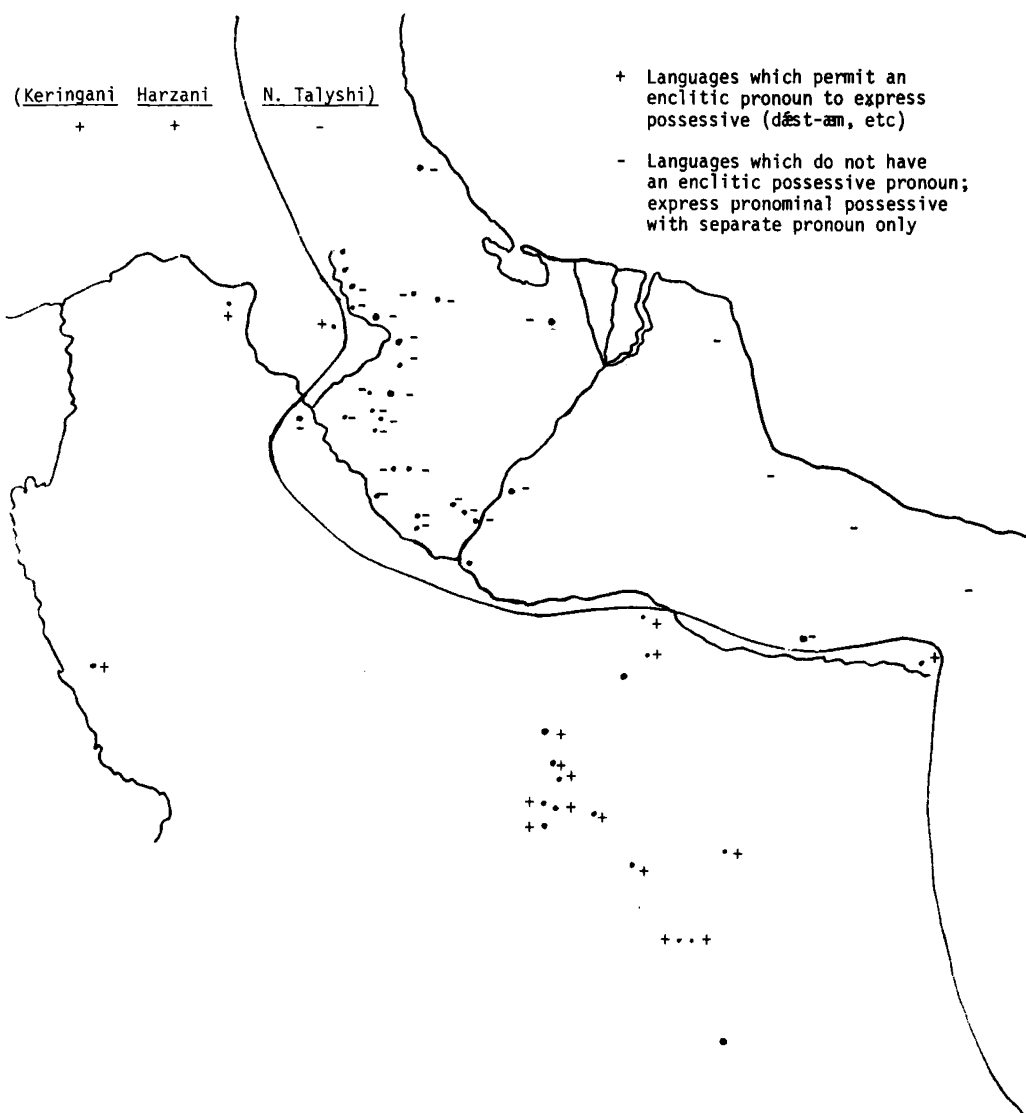 (Keringani Harzani N. Talyshi)
+ + -
+ Languages which permit an
enclitic pronoun to express
possessive (dǽst-æm, etc)
- Languages which do not have
an enclitic possessive pronoun;
express pronominal possessive
with separate pronoun only